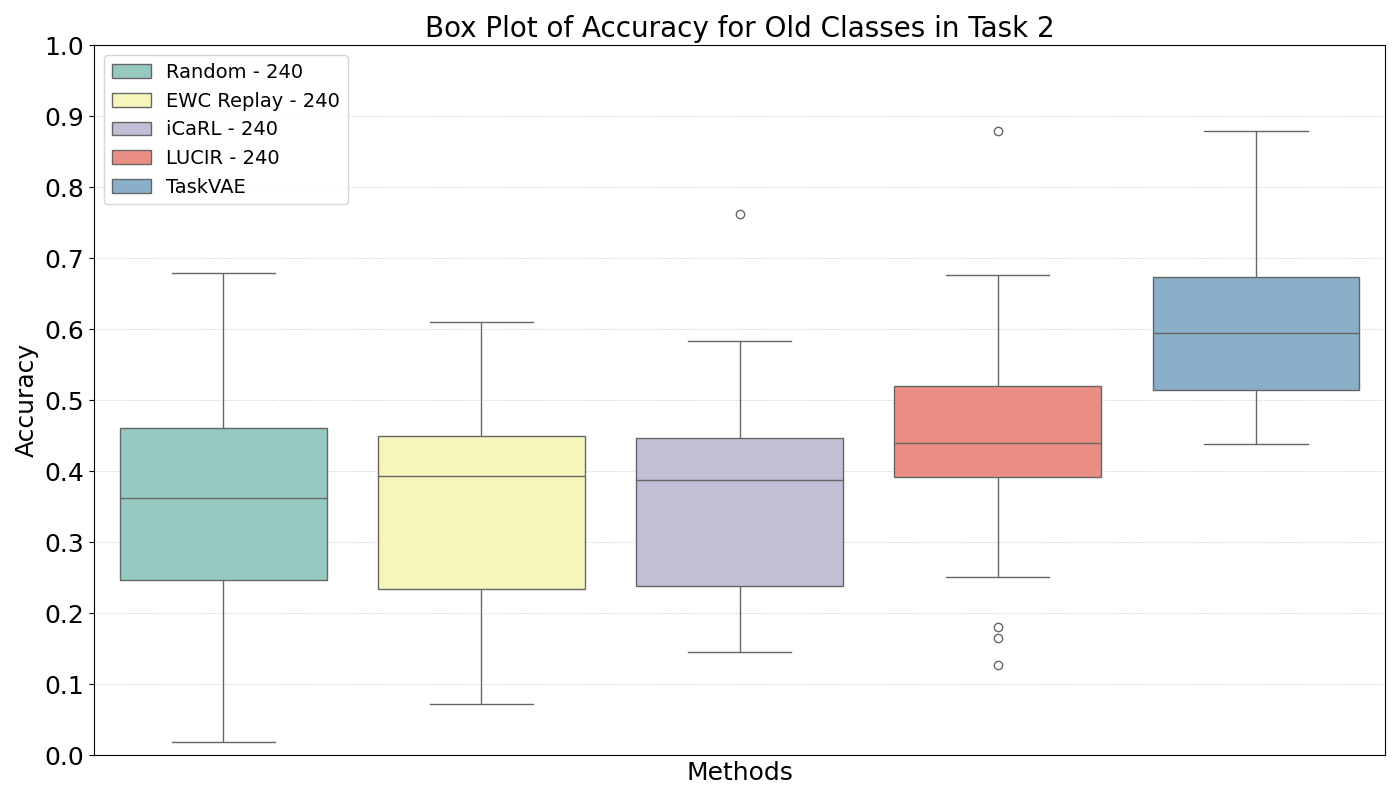 Box Plot of Accuracy for Old Classes in Task 2
1.0
0.9
0.8
0.7
0.6
0.5
0.4
0.3
0.2
0.1
0.0
Accuracy
Random - 240
EWC Replay - 240
iCaRL - 240
LUCIR - 240
TaskVAE
Methods